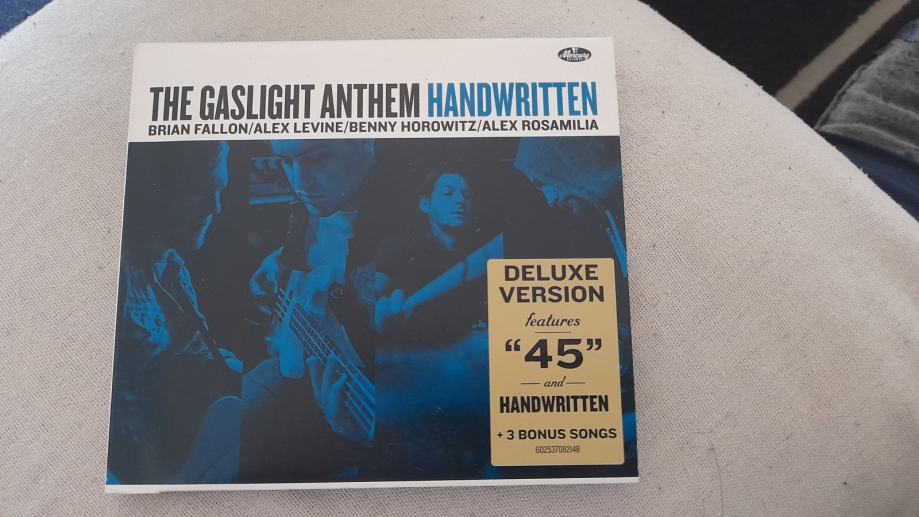 Mercury
THE GASLIGHT ANTHEM HANDWRITTEN
BRIAN FALLON/ALEX LEVINE/BENNY HOROWITZ/ALEX ROSAMILIA
DELUXE
VERSION
features
"45"
and
HANDWRITTEN
+ 3 BONUS SONGS
602537082148